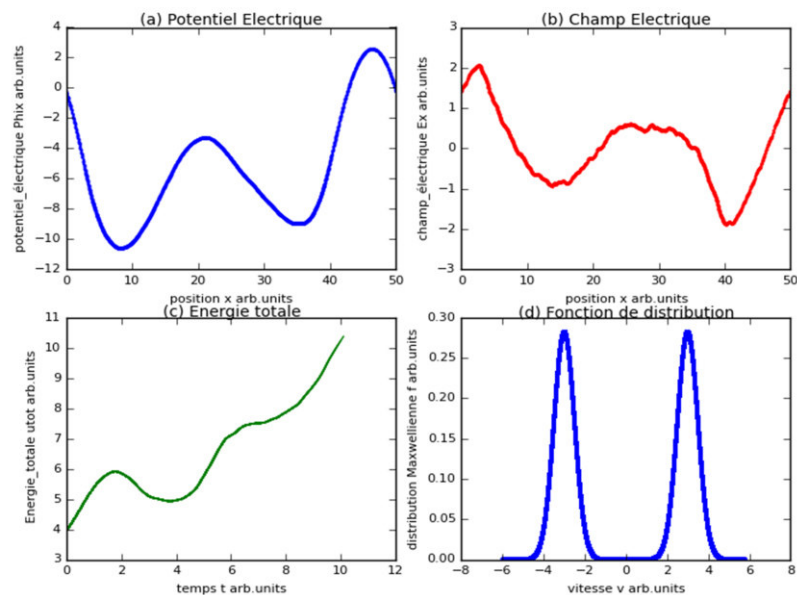 (a) Potentiel Electrique
potentiel_électrique Phix arb.units
4
2
0
−2
−4
−6
−8
−10
−12
0 10 20 30 40 50
position x arb.units
(b) Champ Electrique
champ_électrique Ex arb.units
3
2
1
0
−1
−2
−3
0 10 20 30 40 50
position x arb.units
(c) Energie totale
Energie_totale utot arb.units
11
10
9
8
7
6
5
4
3
0 2 4 6 8 10 12
temps t arb.units
(d) Fonction de distribution
distribution Maxwellienne f arb.units
0.30
0.25
0.20
0.15
0.10
0.05
0.00
−8 −6 −4 −2 0 2 4 6 8
vitesse v arb.units